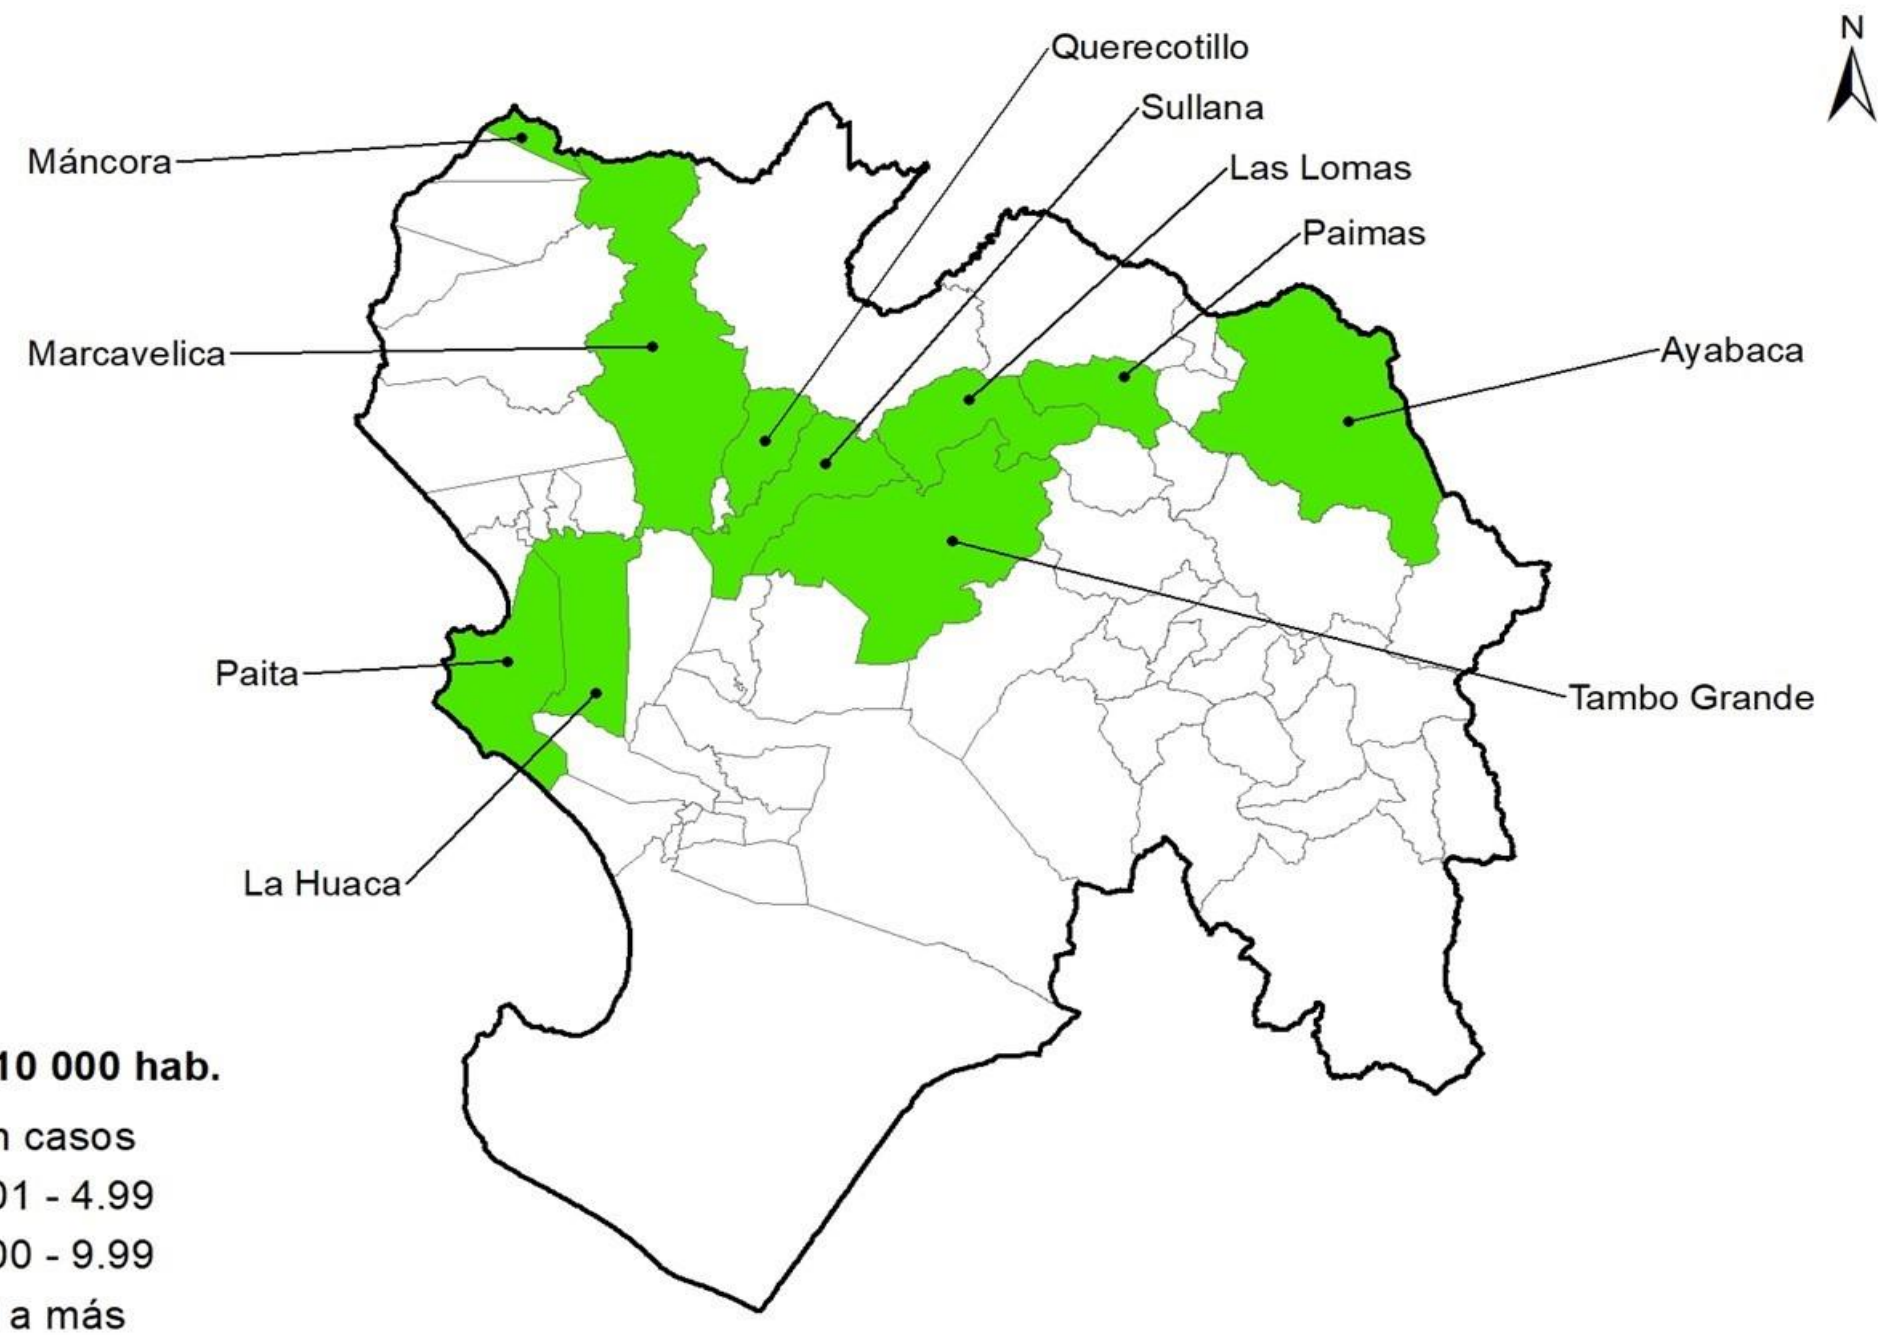 N
Querecotillo
Sullana
Las Lomas
Paimas
Máncora
Marcavelica
Ayabaca
Paita
Tambo Grande
La Huaca
10 000 hab.
casos
- 4.99
- 9.99
a más